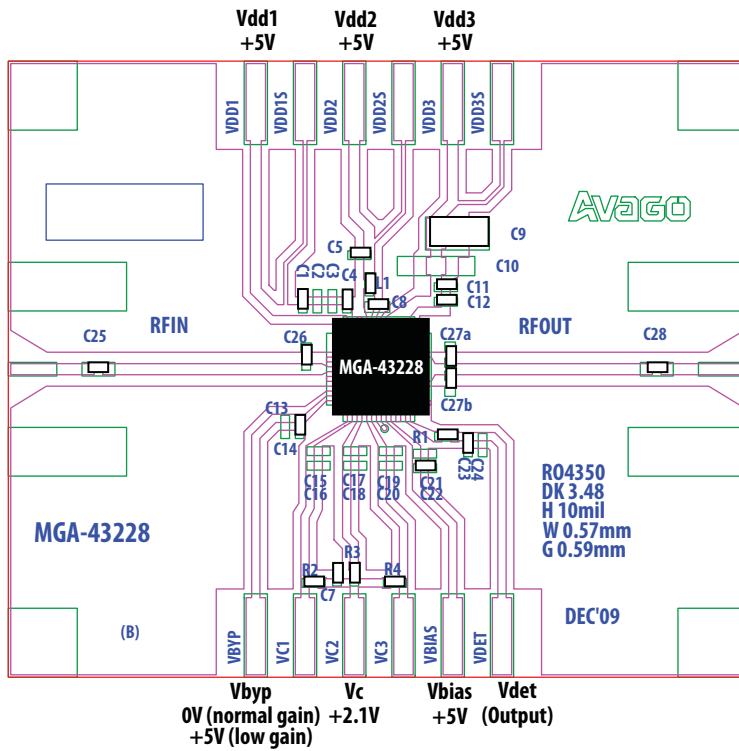 Vdd1
+5V
Vdd2
+5V
Vdd3
+5V
VDD1
VDD1S
VDD2
VDD2S
VDD3
VDD3S
AVAGO
C9
C5
C10
C1
C2
C3
C4
L1
C8
C11
C12
RFIN
RFOUT
C25
C26
C27a
C28
MGA-43228
C27b
C13
C14
R1
C23
C24
C15
C16
C17
C18
C19
C20
C21
C22
RO4350
DK 3.48
H 10mil
W 0.57mm
G 0.59mm
MGA-43228
R2
R3
R4
C7
(B)
DEC'09
VBYP
VC1
VC2
VC3
VBIAS
VDET
Vbyp
0V (normal gain)
+5V (low gain)
Vc
+2.1V
Vbias
+5V
Vdet
(Output)